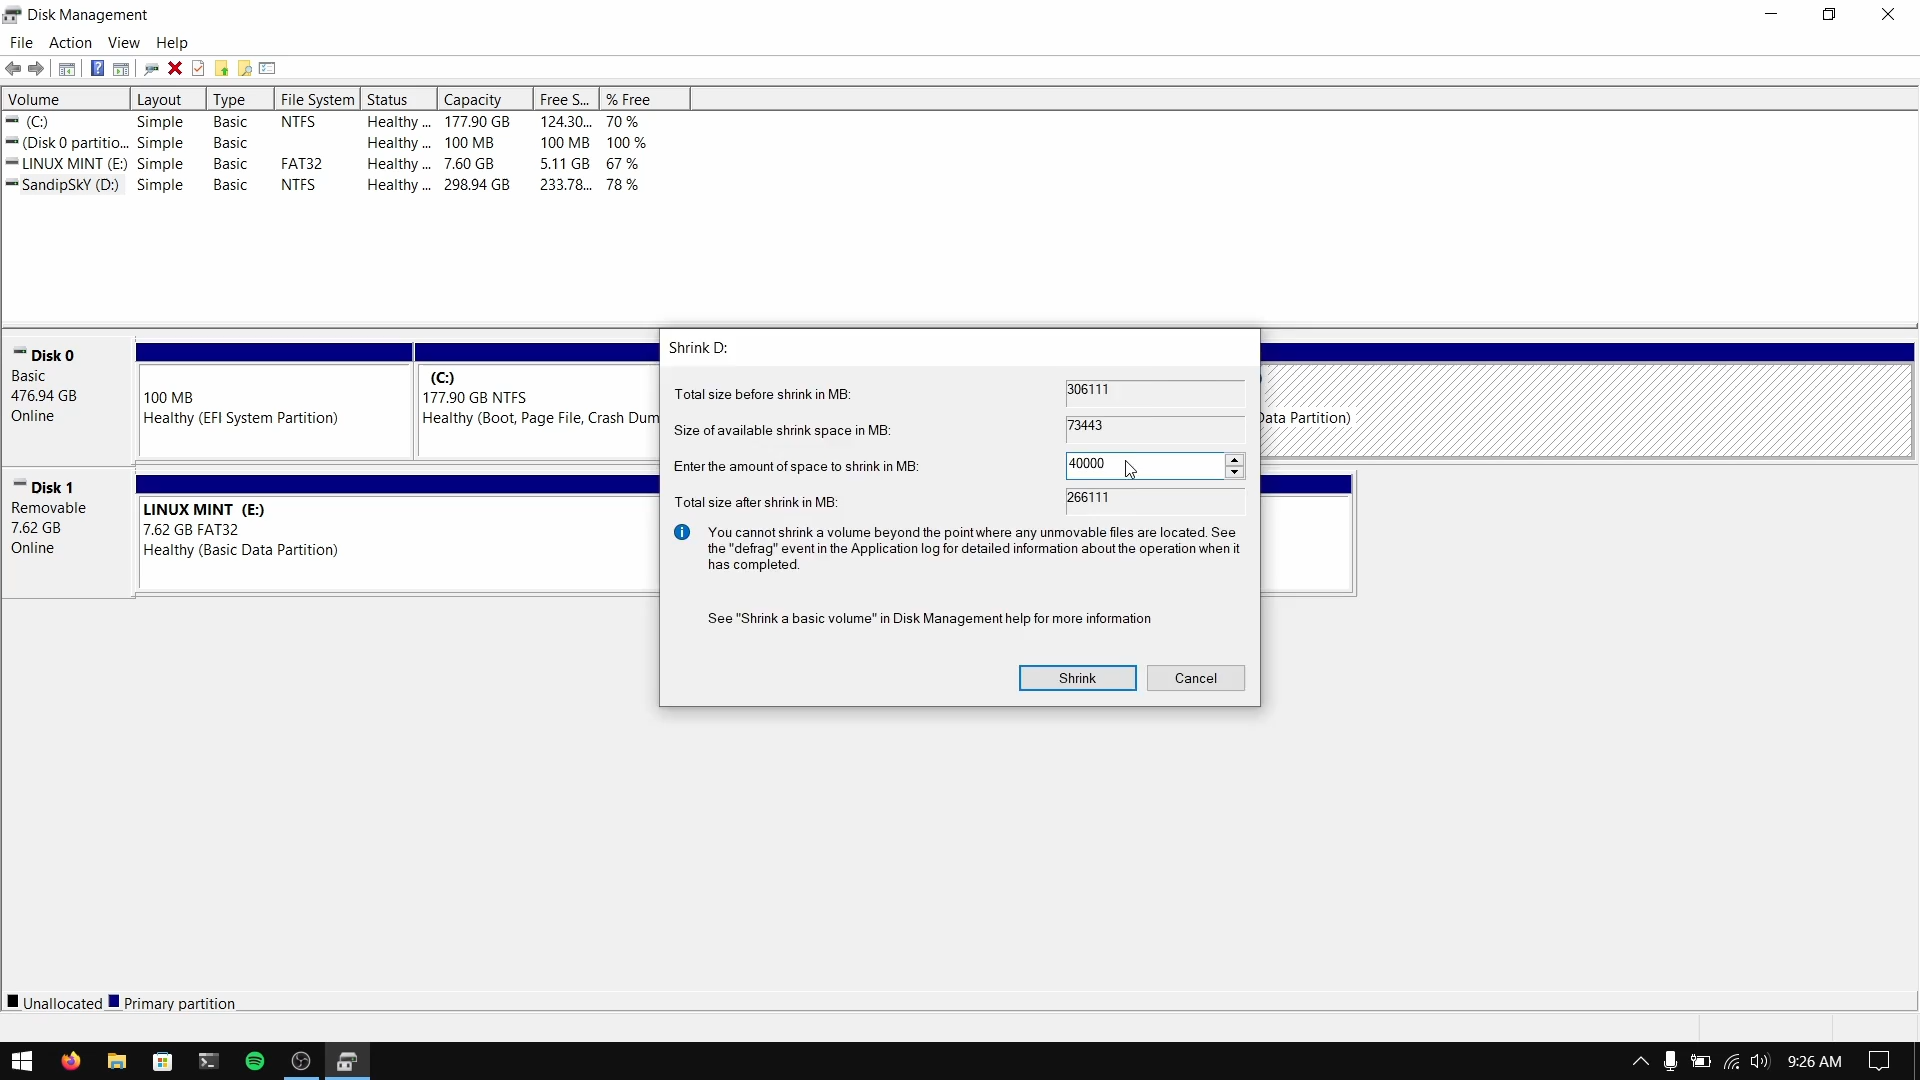 Disk Management
File Action View Help
Volume Layout Type File System Status Capacity Free S... % Free
(C:) Simple Basic NTFS Healthy ... 177.90 GB 124.30... 70 %
(Disk 0 partitio... Simple Basic Healthy ... 100 MB 100 MB 100 %
LINUX MINT (E:) Simple Basic FAT32 Healthy ... 7.60 GB 5.11 GB 67 %
SandipSkY (D:) Simple Basic NTFS Healthy ... 298.94 GB 233.78... 78 %
Disk 0
Basic
476.94 GB
Online
100 MB
Healthy (EFI System Partition)
(C:)
177.90 GB NTFS
Healthy (Boot, Page File, Crash Dum
Data Partition)
Disk 1
Removable
7.62 GB
Online
LINUX MINT (E:)
7.62 GB FAT32
Healthy (Basic Data Partition)
Shrink D:
Total size before shrink in MB: 306111
Size of available shrink space in MB: 73443
Enter the amount of space to shrink in MB: 40000
Total size after shrink in MB: 266111
You cannot shrink a volume beyond the point where any unmovable files are located. See
the "defrag" event in the Application log for detailed information about the operation when it
has completed.
See "Shrink a basic volume" in Disk Management help for more information
Shrink Cancel
Unallocated Primary partition
9:26 AM